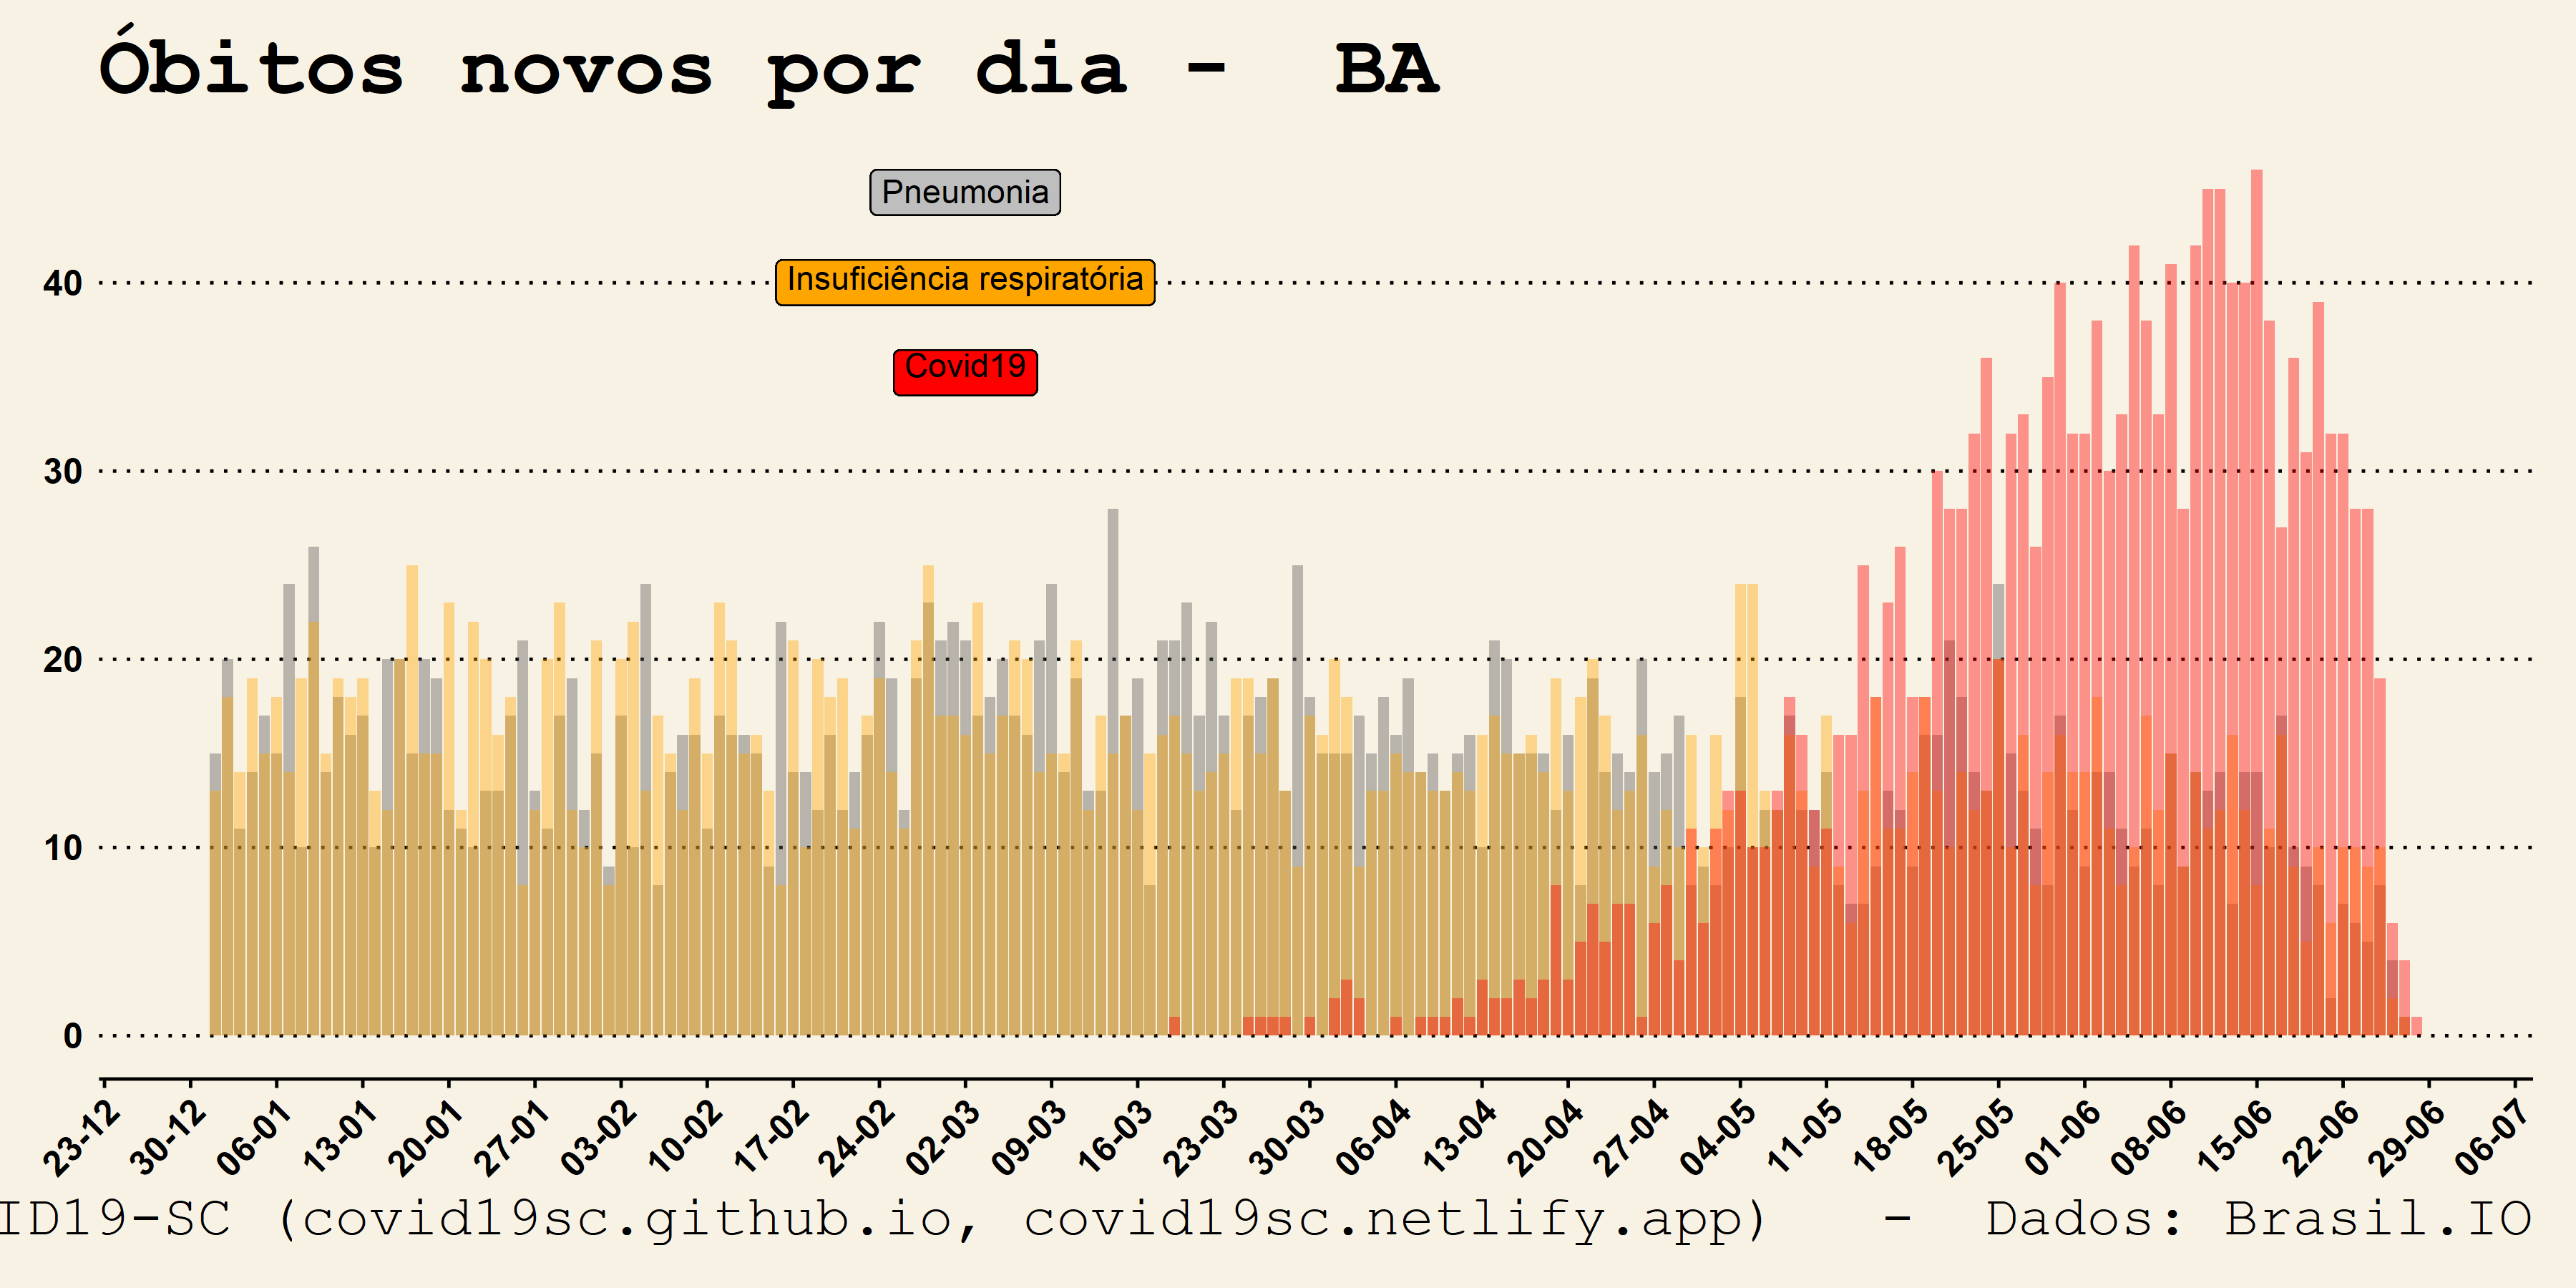 Óbitos novos por dia - BA
Pneumonia
Insuficiência respiratória
Covid19
40
30
20
10
0
23-12 30-12 06-01 13-01 20-01 27-01 03-02 10-02 17-02 24-02 02-03 09-03 16-03 23-03 30-03 06-04 13-04 20-04 27-04 04-05 11-05 18-05 25-05 01-06 08-06 15-06 22-06 29-06 06-07
ID19-SC (covid19sc.github.io, covid19sc.netlify.app) - Dados: Brasil.IO